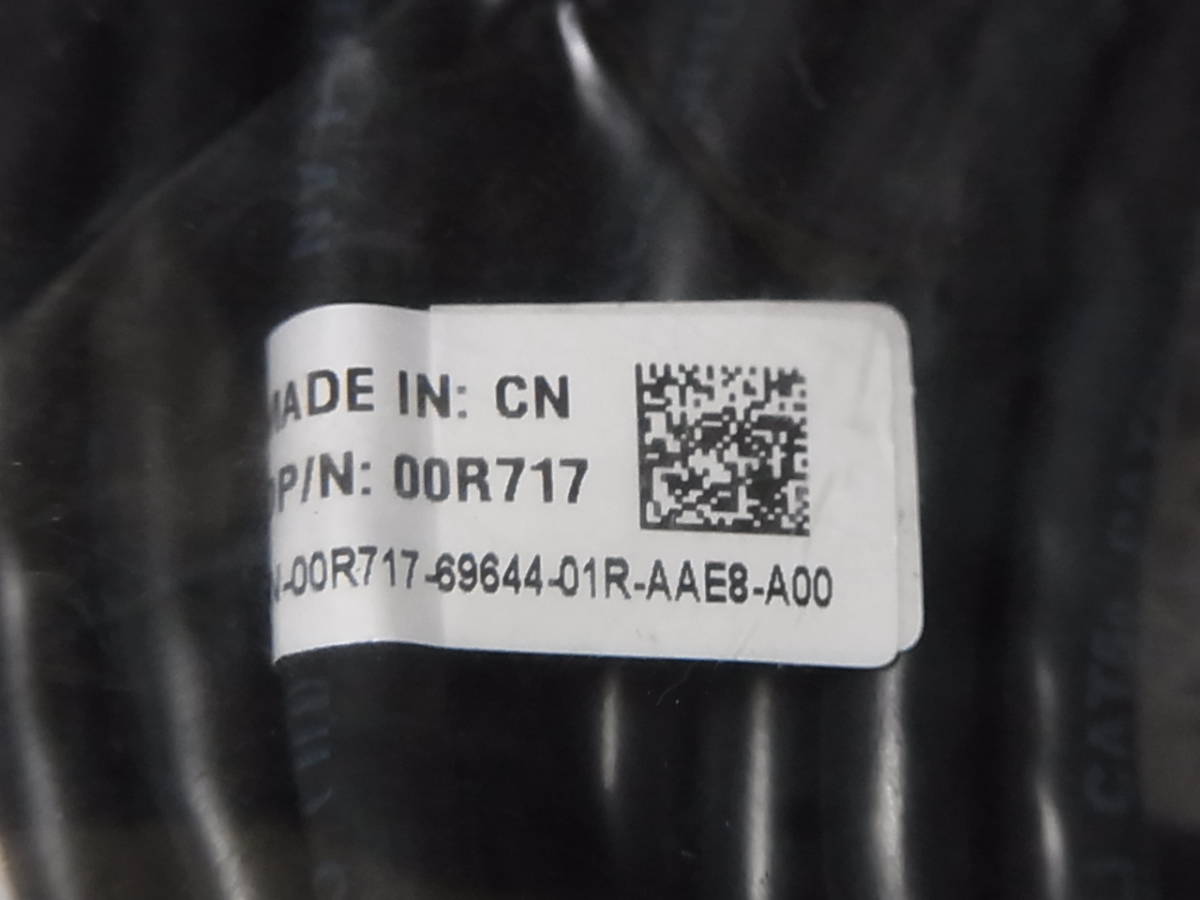 MADE IN: CN
P/N: 00R717
-00R717-69644-01R-AAE8-A00